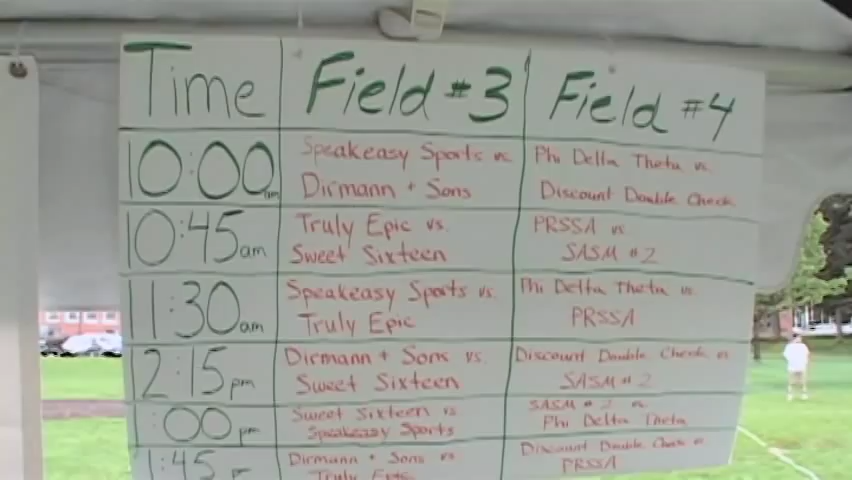 Time Field #3 Field #4
10:00am Speakeasy Sports vs. Phi Delta Theta vs.
Dirmann + Sons Discount Double Check
10:45am Truly Epic vs. PRSSA vs.
Sweet Sixteen SASM #2
11:30am Speakeasy Sports vs. Phi Delta Theta vs.
Truly Epic PRSSA
12:15pm Dirmann + Sons vs. Discount Double Check vs
Sweet Sixteen SASM #2
1:00pm Sweet Sixteen vs SASM #2 vs.
Speakeasy Sports Phi Delta Theta
1:45 Dirmann + Sons vs Discount Double Check vs
Truly Epic PRSSA